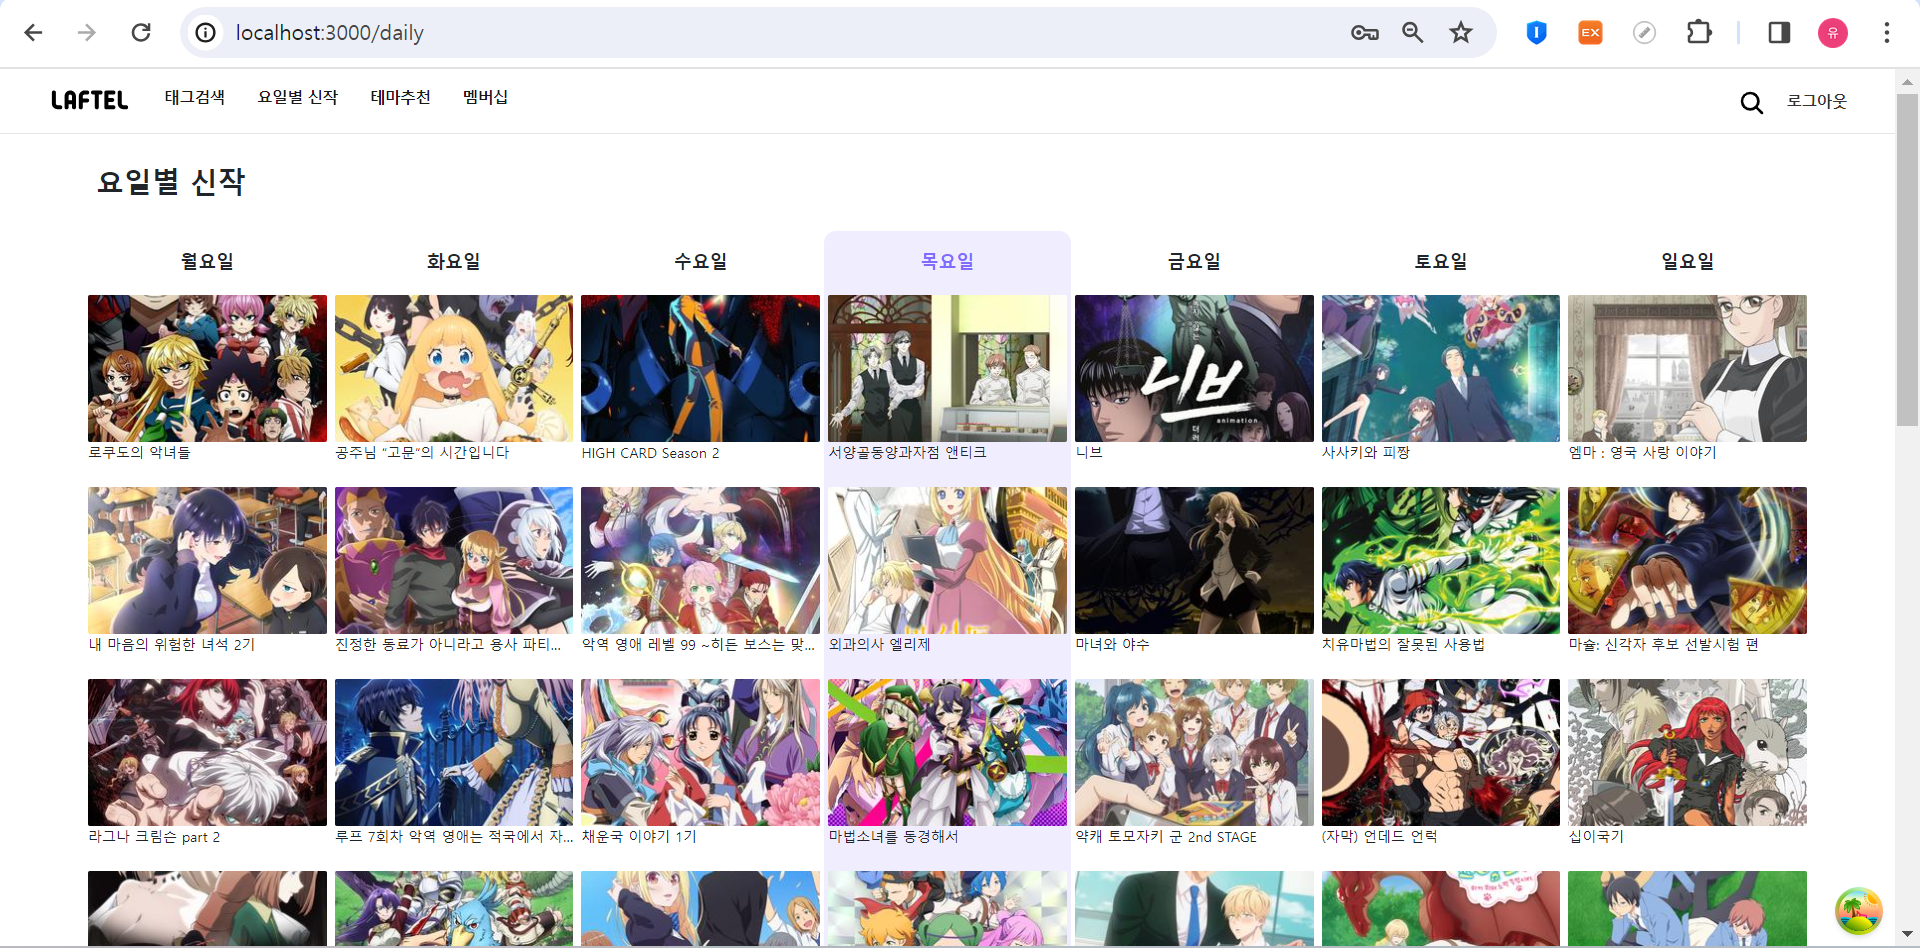 localhost:3000/daily
EX
유
LAFTEL 태그검색 요일별 신작 테마추천 멤버십 로그아웃
요일별 신작
월요일 화요일 수요일 목요일 금요일 토요일 일요일
니브
animation
로쿠도의 악녀들 공주님 “고문“의 시간입니다 HIGH CARD Season 2 서양골동양과자점 앤티크 니브 사사키와 피짱 엠마 : 영국 사랑 이야기
내 마음의 위험한 녀석 2기 진정한 동료가 아니라고 용사 파티... 악역 영애 레벨 99 ~히든 보스는 맞... 외과의사 엘리제 마녀와 야수 치유마법의 잘못된 사용법 마슐: 신각자 후보 선발시험 편
라그나 크림슨 part 2 루프 7회차 악역 영애는 적국에서 자... 채운국 이야기 1기 마법소녀를 동경해서 약캐 토모자키 군 2nd STAGE (자막) 언데드 언럭 십이국기